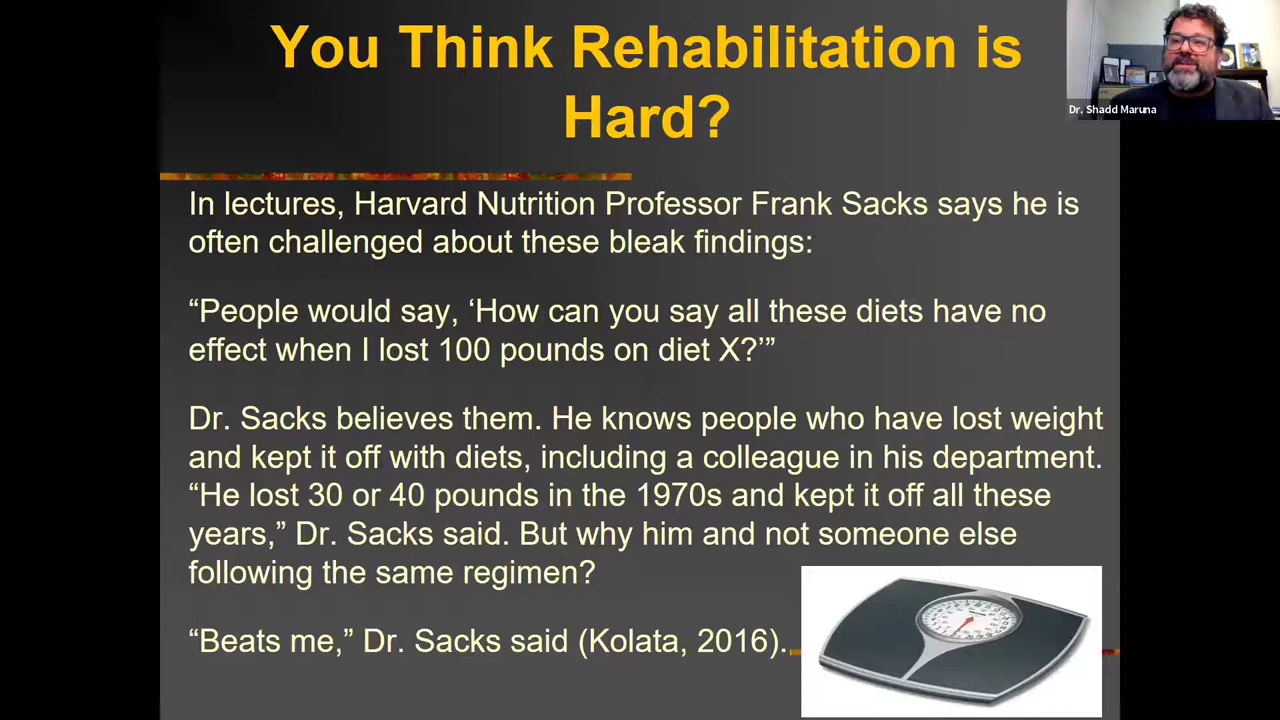 You Think Rehabilitation is
Hard?
Dr. Shadd Maruna
In lectures, Harvard Nutrition Professor Frank Sacks says he is
often challenged about these bleak findings:
“People would say, ‘How can you say all these diets have no
effect when I lost 100 pounds on diet X?’”
Dr. Sacks believes them. He knows people who have lost weight
and kept it off with diets, including a colleague in his department.
“He lost 30 or 40 pounds in the 1970s and kept it off all these
years,” Dr. Sacks said. But why him and not someone else
following the same regimen?
“Beats me,” Dr. Sacks said (Kolata, 2016).